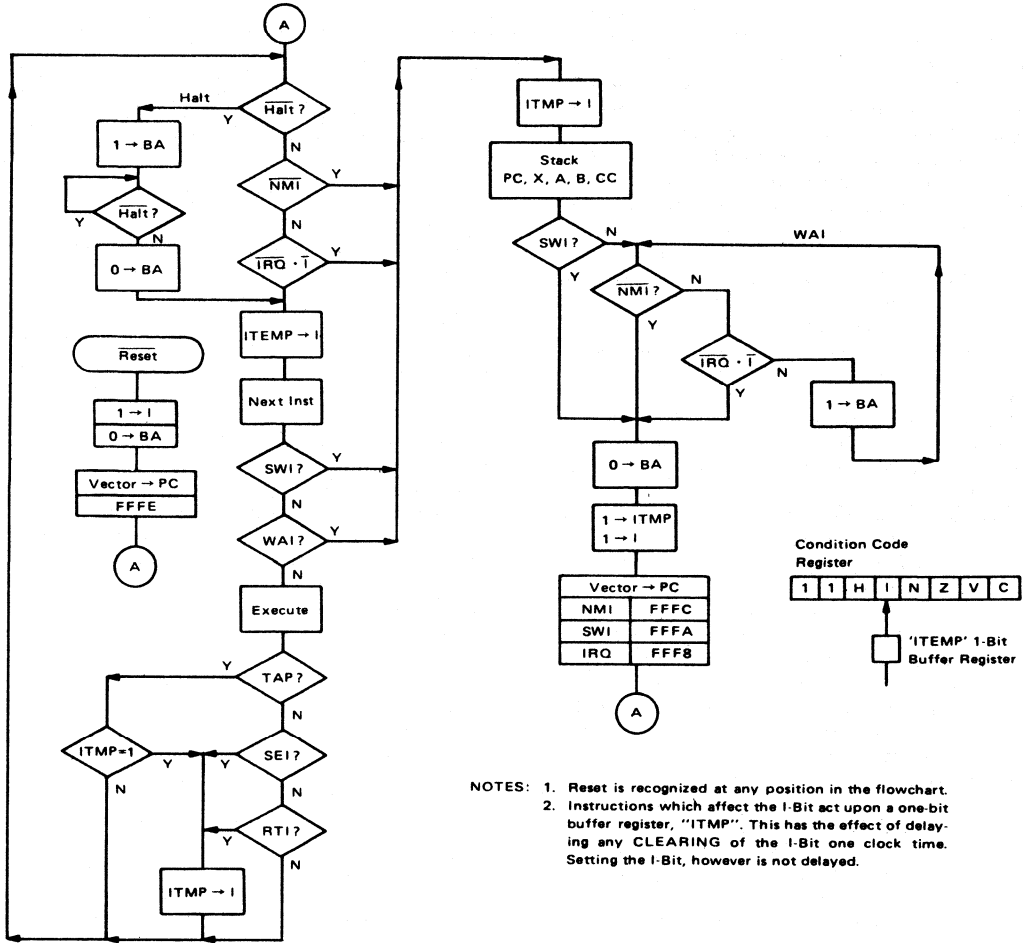 A
Halt
Halt ?
Y
N
1 → BA
Halt ?
Y
N
0 → BA
NMI
Y
N
IRQ · I
Y
ITEMP → I
Reset
1 → I
0 → BA
Vector → PC
FFFE
A
Next Inst
SWI ?
Y
N
WAI ?
Y
N
Execute
TAP ?
Y
N
ITMP=1
Y
N
SEI ?
Y
N
RTI ?
Y
N
ITMP → I
ITMP → I
Stack
PC, X, A, B, CC
SWI ?
N
Y
WAI
NMI ?
N
Y
IRQ · I
N
Y
1 → BA
0 → BA
1 → ITMP
1 → I
Vector → PC
NMI FFFC
SWI FFFA
IRQ FFF8
A
Condition Code
Register
1 1 H I N Z V C
'ITEMP' 1-Bit
Buffer Register
NOTES: 1. Reset is recognized at any position in the flowchart.
2. Instructions which affect the I-Bit act upon a one-bit
buffer register, "ITMP". This has the effect of delay-
ing any CLEARING of the I-Bit one clock time.
Setting the I-Bit, however is not delayed.